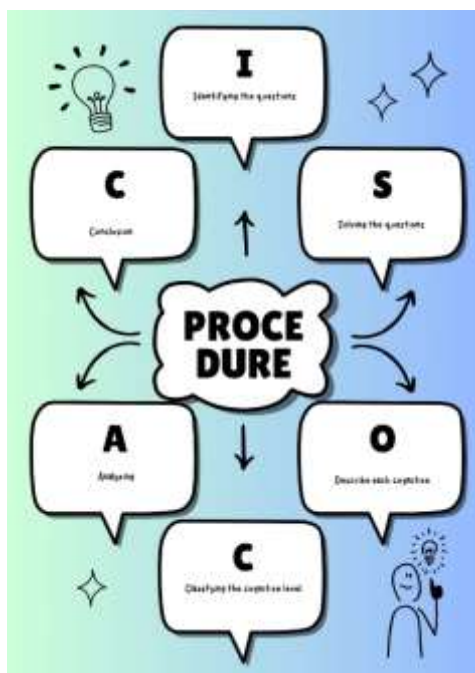 I
Identifying the questions
C
Conclusion
S
Solving the questions
PROCE
DURE
A
Analyzing
O
Describe each cognition
C
Classifying the cognitive level